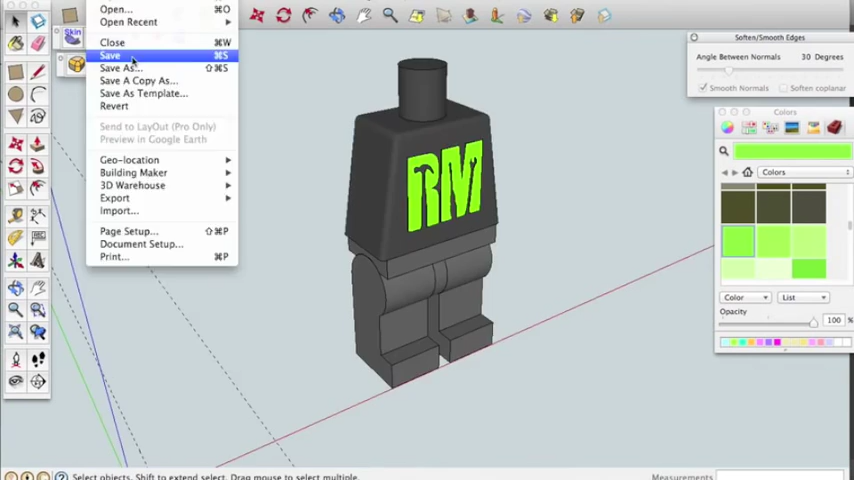 Open... ⌘O
Open Recent
Close ⌘W
Save ⌘S
Save As... ⇧⌘S
Save A Copy As...
Save As Template...
Revert
Send to LayOut (Pro Only)
Preview in Google Earth
Geo-location
Building Maker
3D Warehouse
Export
Import...
Page Setup... ⇧⌘P
Document Setup...
Print... ⌘P
Skin
RM
Soften/Smooth Edges
Angle Between Normals 30 Degrees
Smooth Normals Soften coplanar
Colors
Colors
Color List
Opacity
100 %
Select objects. Shift to extend select. Drag mouse to select multiple.
Measurements